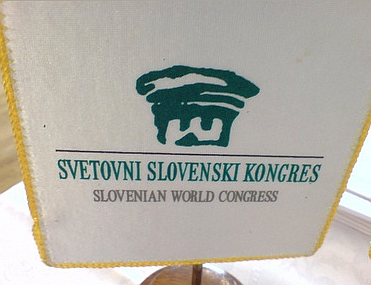 SVETOVNI SLOVENSKI KONGRES
SLOVENIAN WORLD CONGRESS